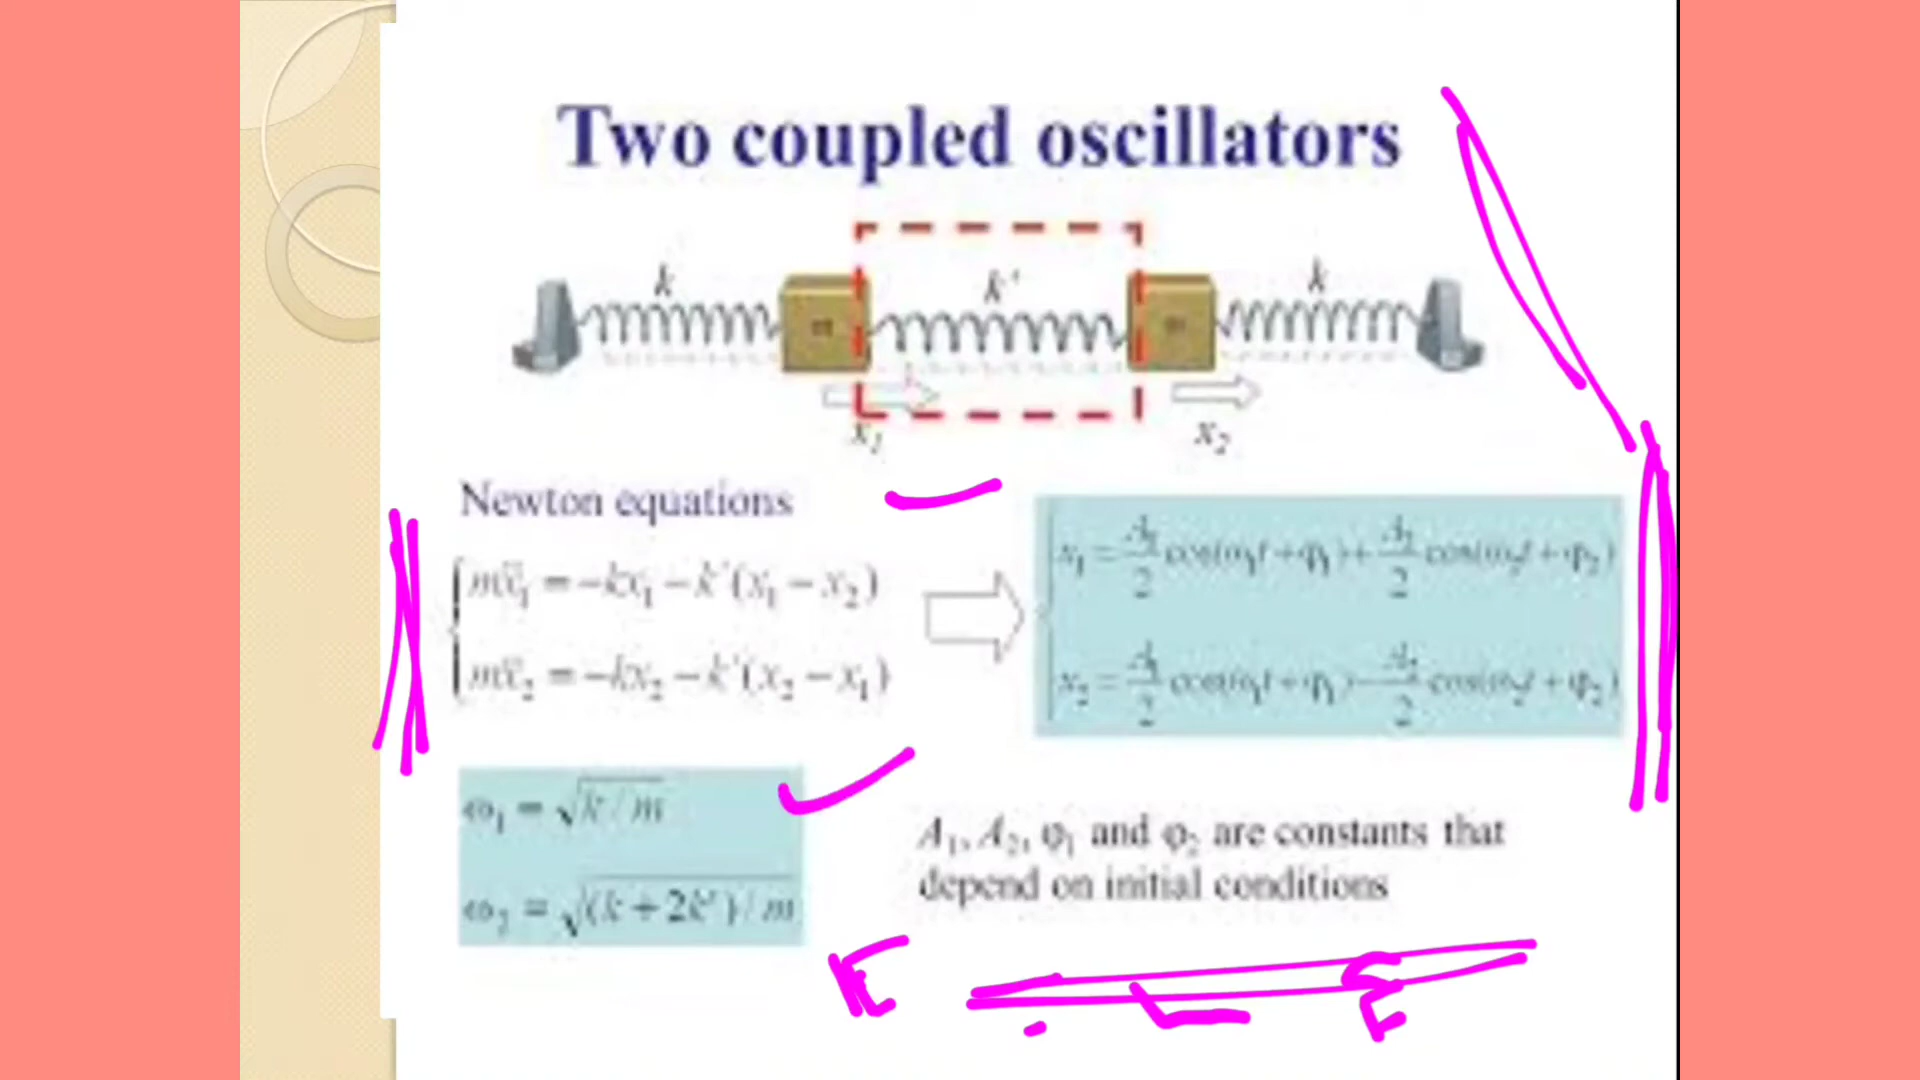 Two coupled oscillators
k k' k
m m
x₁ x₂
Newton equations
mẍ₁ = −kx₁ − k'(x₁ − x₂)
mẍ₂ = −kx₂ − k'(x₂ − x₁)
x₁ = A₁/2 cos(ω₁t + φ₁) + A₂/2 cos(ω₂t + φ₂)
x₂ = A₁/2 cos(ω₁t + φ₁) − A₂/2 cos(ω₂t + φ₂)
ω₁ = √k / m
ω₂ = √(k + 2k') / m
A₁, A₂, φ₁ and φ₂ are constants that
depend on initial conditions